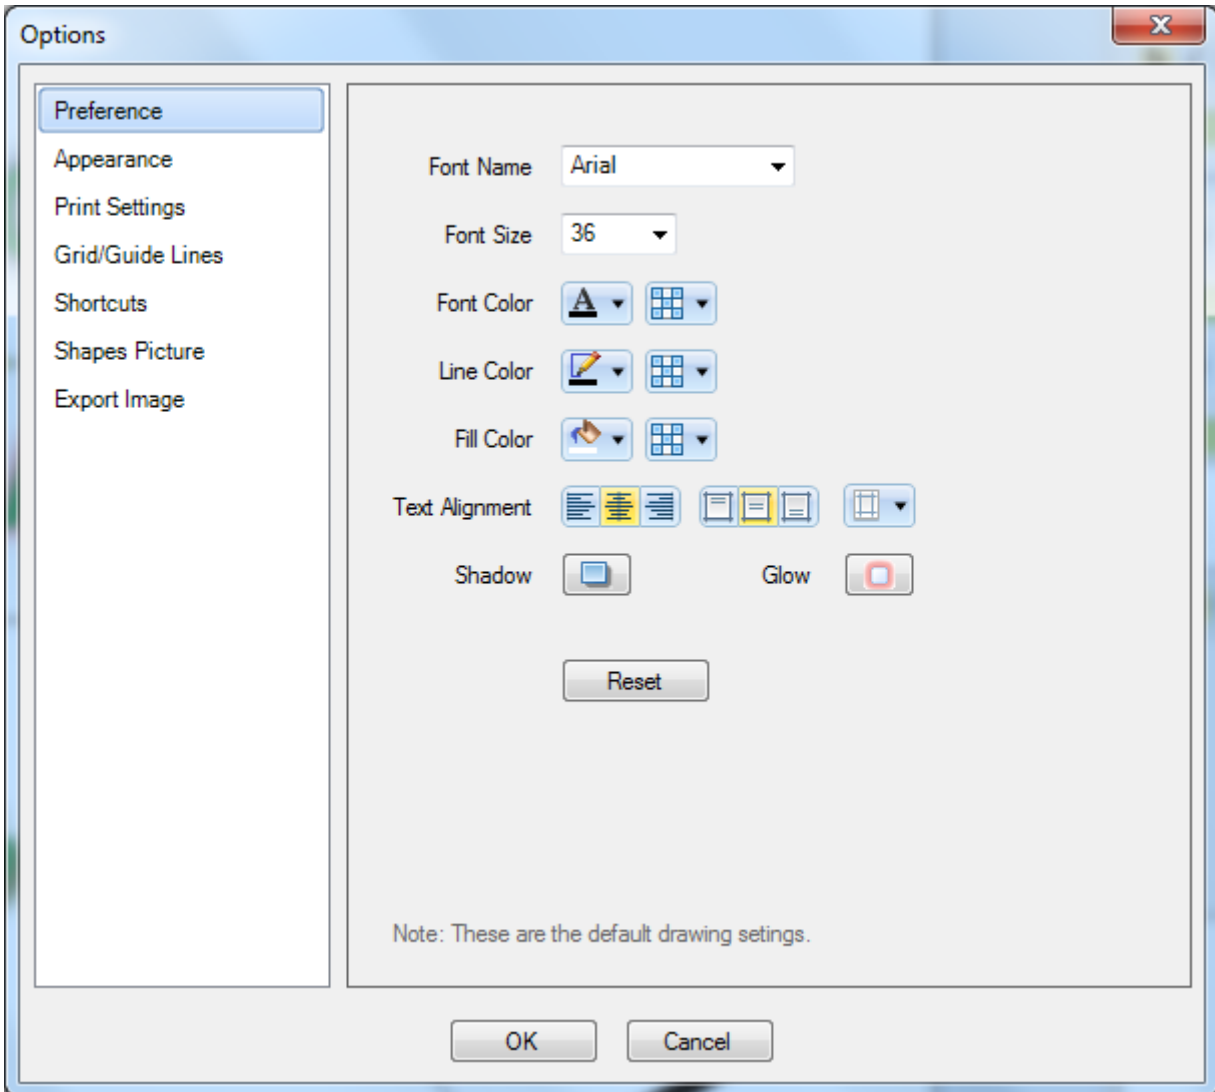 Options
Preference
Appearance
Print Settings
Grid/Guide Lines
Shortcuts
Shapes Picture
Export Image
Font Name Arial
Font Size 36
Font Color A
Line Color
Fill Color
Text Alignment
Shadow Glow
Reset
Note: These are the default drawing setings.
OK Cancel